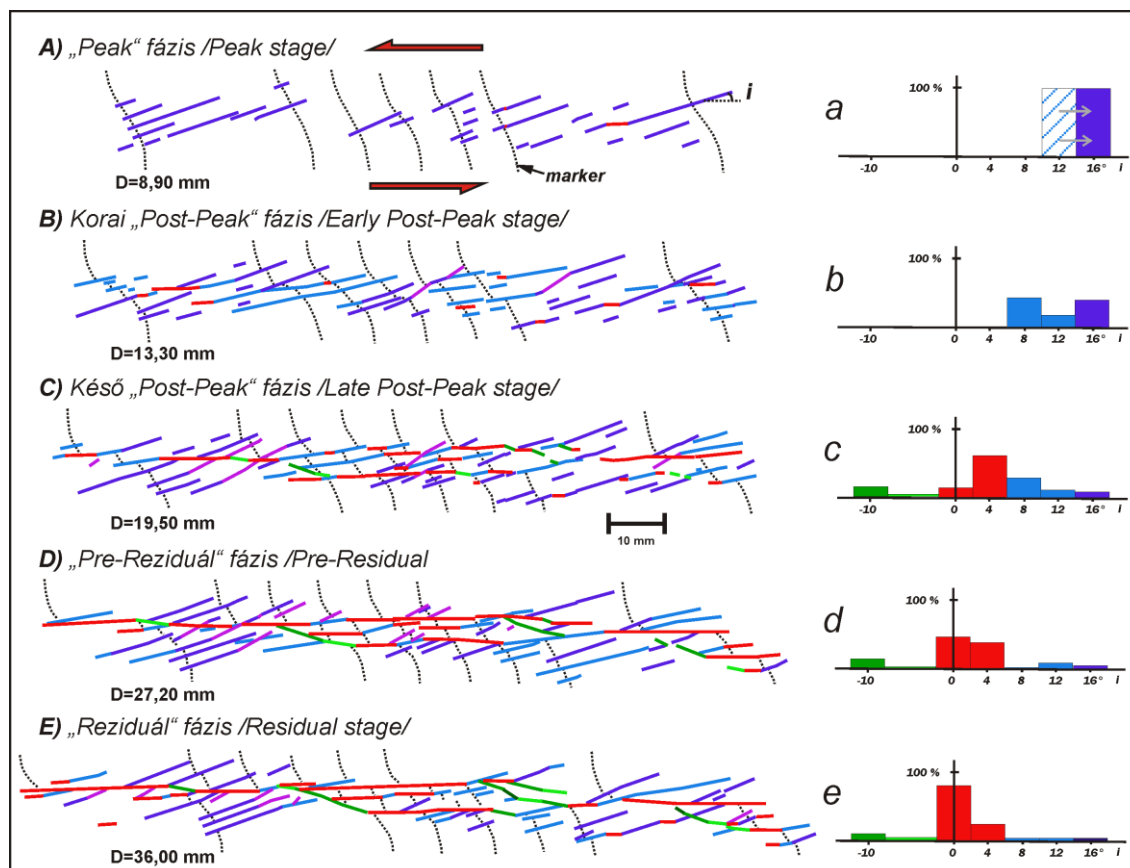 A) „Peak“ fázis /Peak stage/
i
marker
D=8,90 mm
a
100 %
-10 0 4 8 12 16° i
B) Korai „Post-Peak“ fázis /Early Post-Peak stage/
D=13,30 mm
b
100 %
-10 0 4 8 12 16° i
C) Késő „Post-Peak“ fázis /Late Post-Peak stage/
D=19,50 mm
10 mm
c
100 %
-10 0 4 8 12 16° i
D) „Pre-Reziduál“ fázis /Pre-Residual
D=27,20 mm
d
100 %
-10 0 4 8 12 16° i
E) „Reziduál“ fázis /Residual stage/
D=36,00 mm
e
100 %
-10 0 4 8 12 16° i